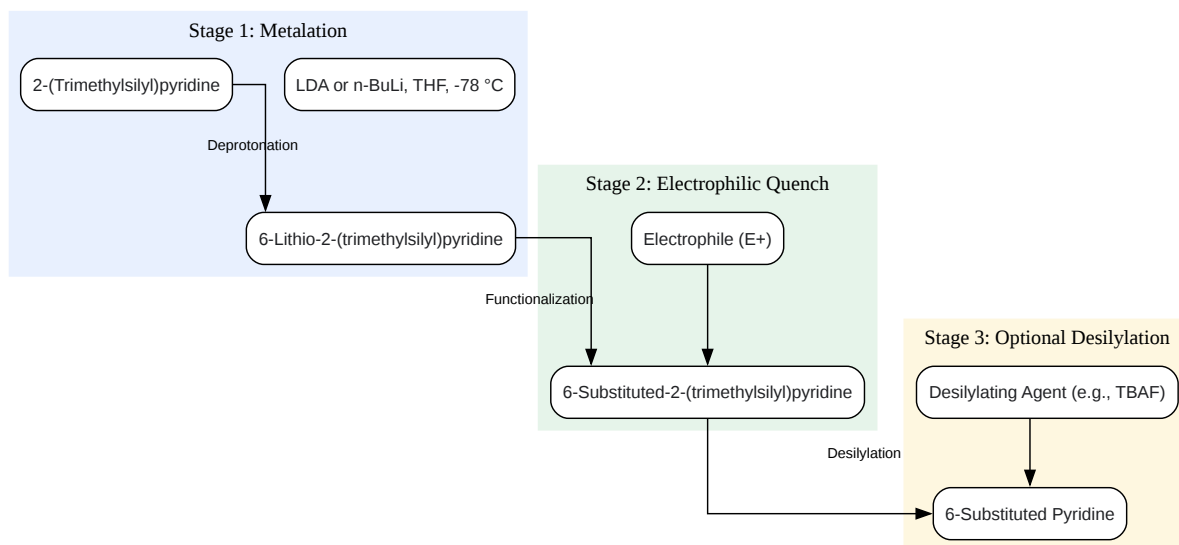 Stage 1: Metalation
2-(Trimethylsilyl)pyridine
LDA or n-BuLi, THF, -78 °C
Deprotonation
6-Lithio-2-(trimethylsilyl)pyridine
Stage 2: Electrophilic Quench
Electrophile (E+)
Functionalization
6-Substituted-2-(trimethylsilyl)pyridine
Stage 3: Optional Desilylation
Desilylating Agent (e.g., TBAF)
Desilylation
6-Substituted Pyridine